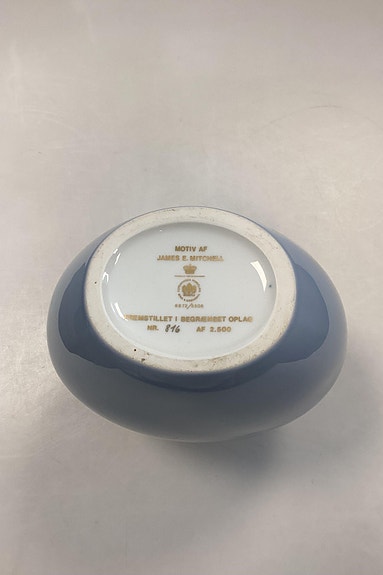 MOTIV AF
JAMES E. MITCHELL
FREMSTILLET I BEGRÆNSET OPLAG
NR. 816 AF 2.500